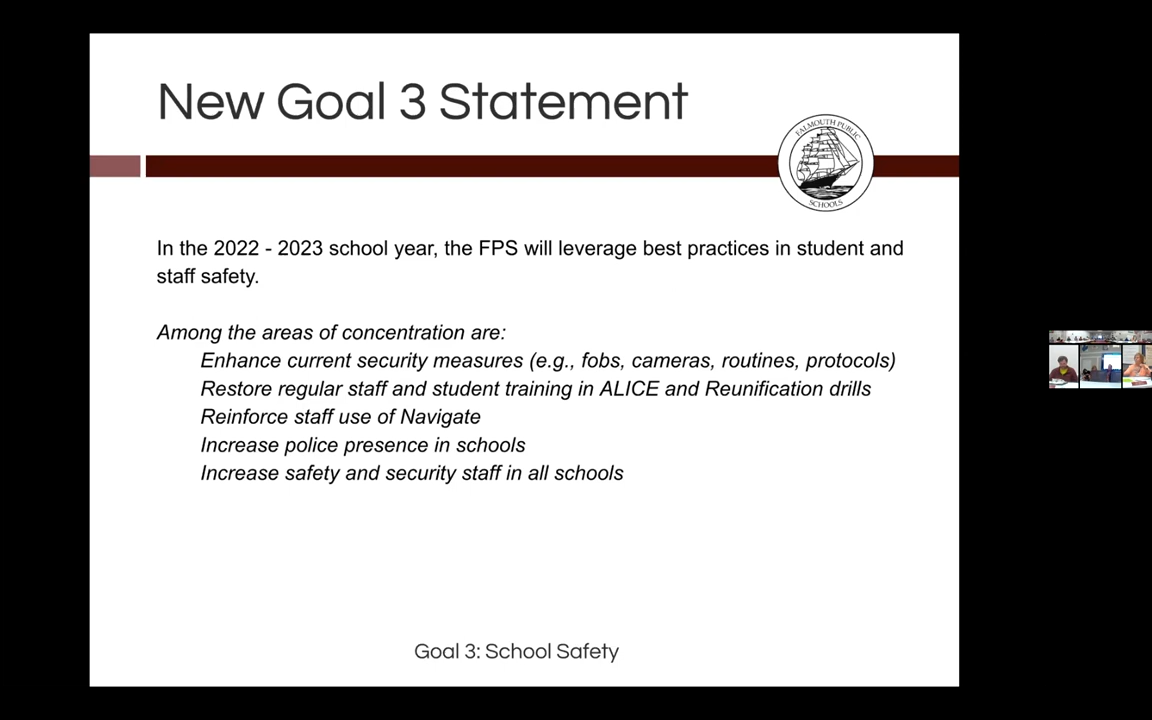 New Goal 3 Statement
FALMOUTH PUBLIC
SCHOOLS
In the 2022 - 2023 school year, the FPS will leverage best practices in student and
staff safety.
Among the areas of concentration are:
Enhance current security measures (e.g., fobs, cameras, routines, protocols)
Restore regular staff and student training in ALICE and Reunification drills
Reinforce staff use of Navigate
Increase police presence in schools
Increase safety and security staff in all schools
Goal 3: School Safety